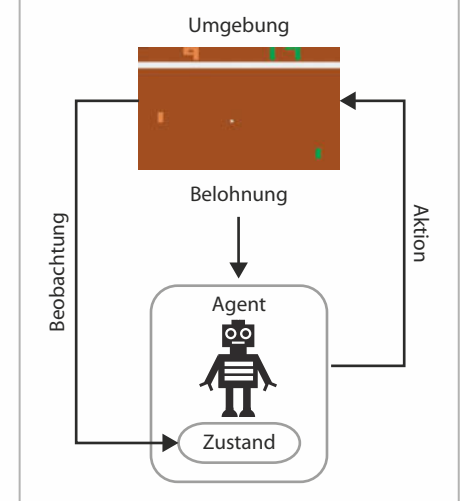 Umgebung
Belohnung
Beobachtung
Aktion
Agent
Zustand